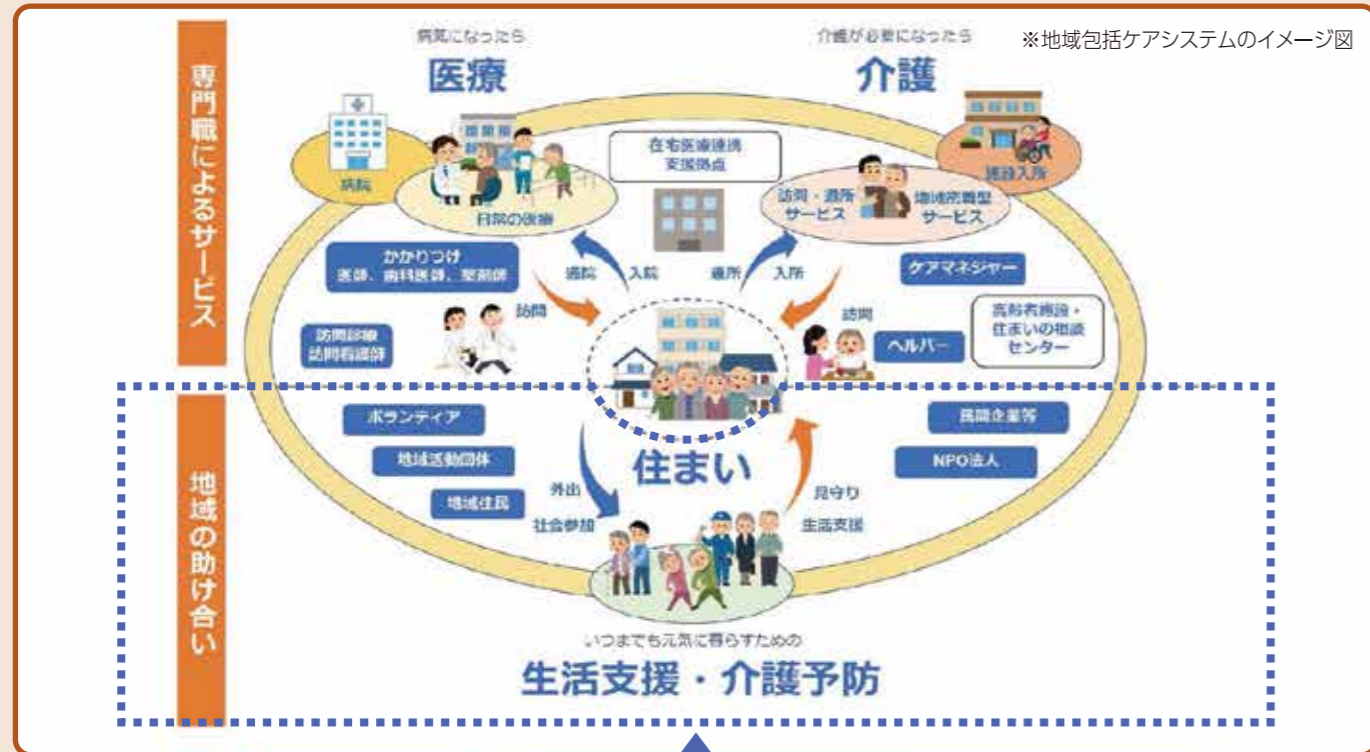 ※地域包括ケアシステムのイメージ図
病気になったら
医療
介護が必要になったら
介護
専門職によるサービス
病院
日常の医療
在宅医療連携
支援拠点
訪問・通所
サービス
地域密着型
サービス
施設入所
かかりつけ
医師、歯科医師、薬剤師
通院
入院
通所
入所
ケアマネジャー
訪問
訪問
訪問診療
訪問看護師
ヘルパー
高齢者施設・
住まいの相談
センター
地域の助け合い
ボランティア
地域活動団体
地域住民
住まい
民間企業等
NPO法人
外出
社会参加
見守り
生活支援
いつまでも元気に暮らすための
生活支援・介護予防